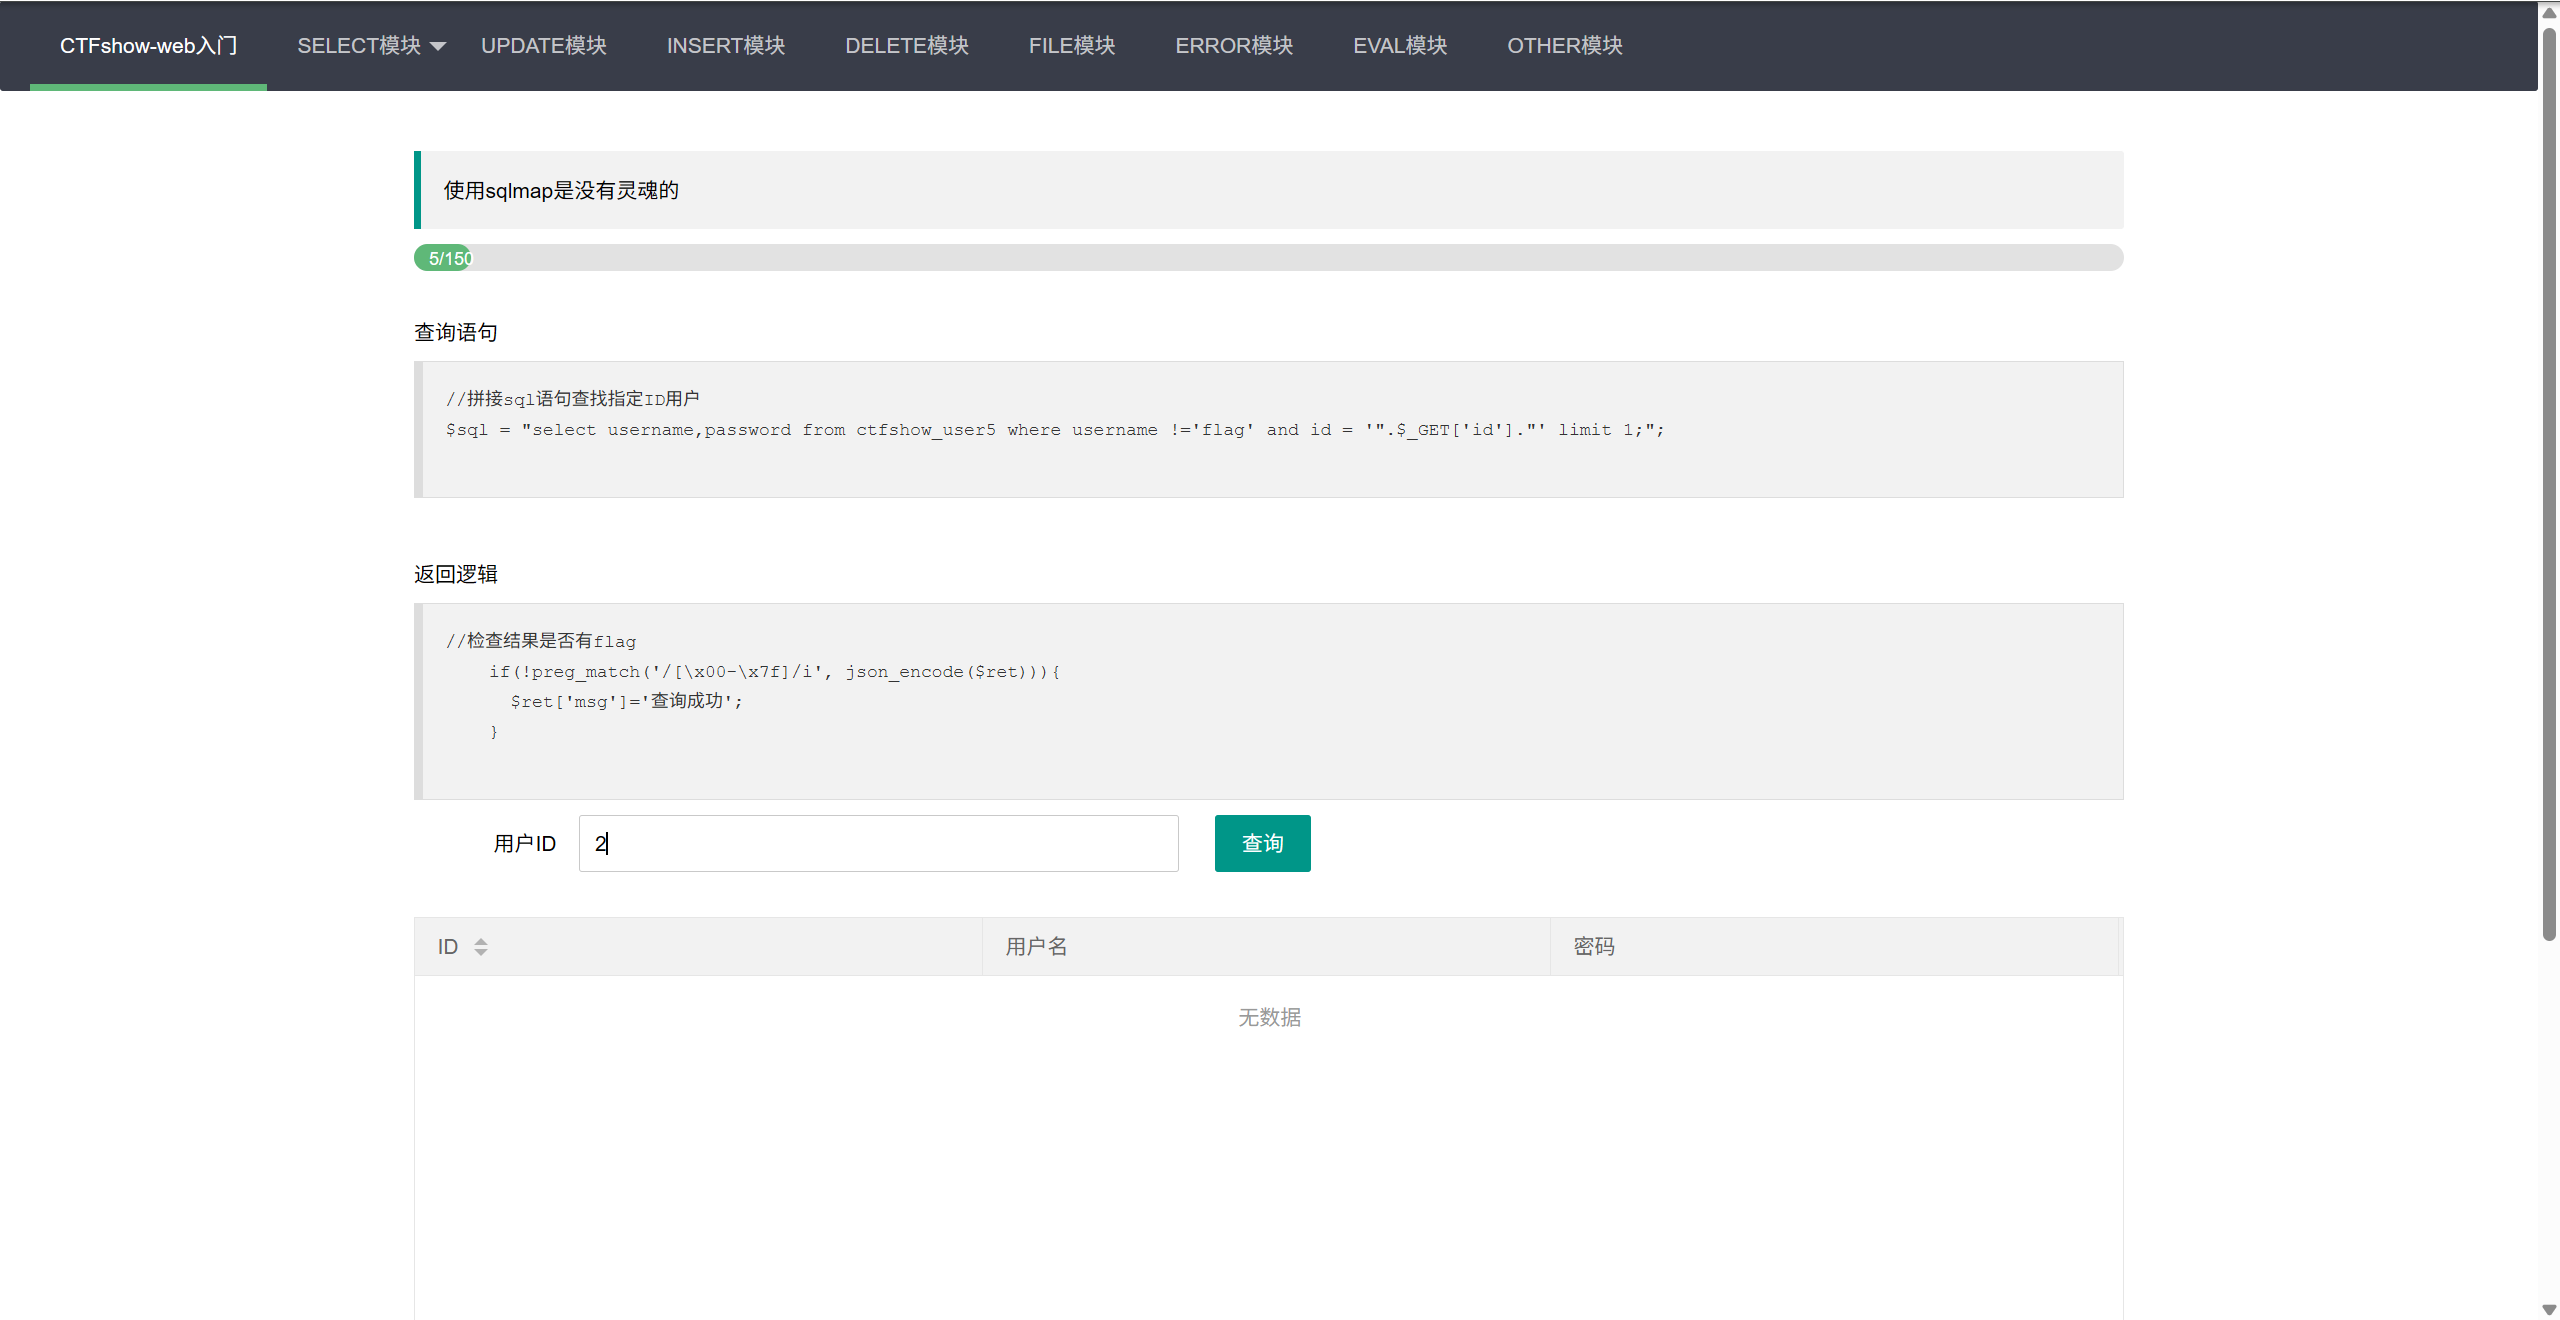 CTFshow-web入门 SELECT模块 UPDATE模块 INSERT模块 DELETE模块 FILE模块 ERROR模块 EVAL模块 OTHER模块
使用sqlmap是没有灵魂的
5/150
查询语句
//拼接sql语句查找指定ID用户
$sql = "select username,password from ctfshow_user5 where username !='flag' and id = '".$_GET['id']."' limit 1;";
返回逻辑
//检查结果是否有flag
if(!preg_match('/[\x00-\x7f]/i', json_encode($ret))){
$ret['msg']='查询成功';
}
用户ID 2 查询
ID 用户名 密码
无数据